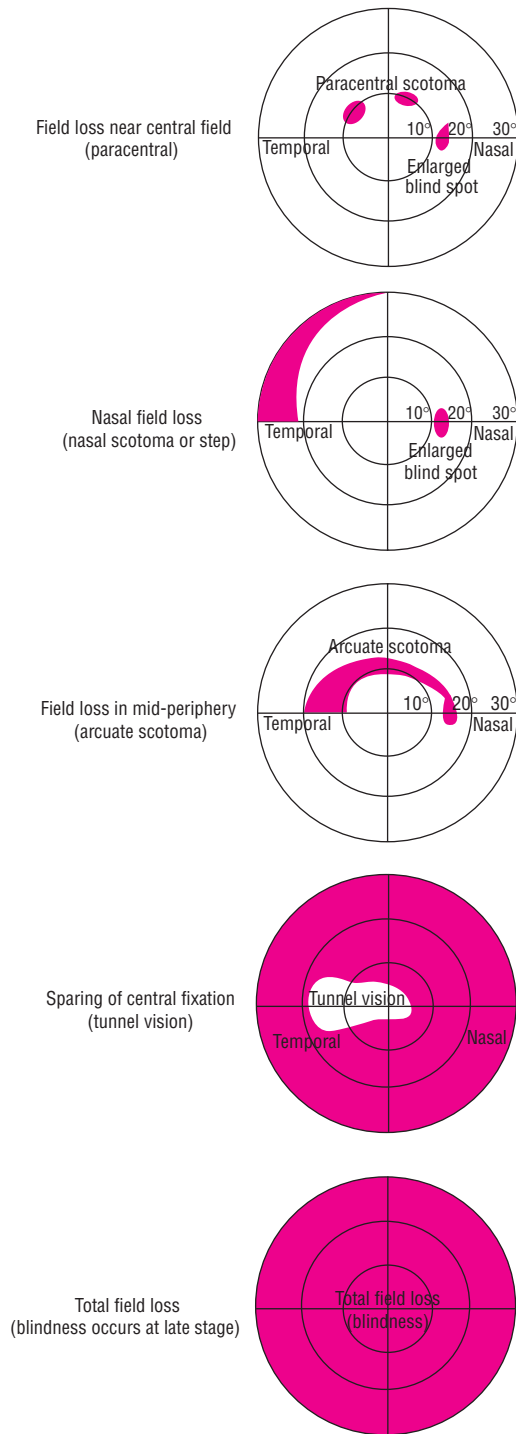 Field loss near central field
(paracentral)
Paracentral scotoma
10° 20° 30°
Temporal
Nasal
Enlarged
blind spot
Nasal field loss
(nasal scotoma or step)
10° 20° 30°
Temporal
Nasal
Enlarged
blind spot
Field loss in mid-periphery
(arcuate scotoma)
Arcuate scotoma
10° 20° 30°
Temporal
Nasal
Sparing of central fixation
(tunnel vision)
Tunnel vision
Temporal
Nasal
Total field loss
(blindness occurs at late stage)
Total field loss
(blindness)